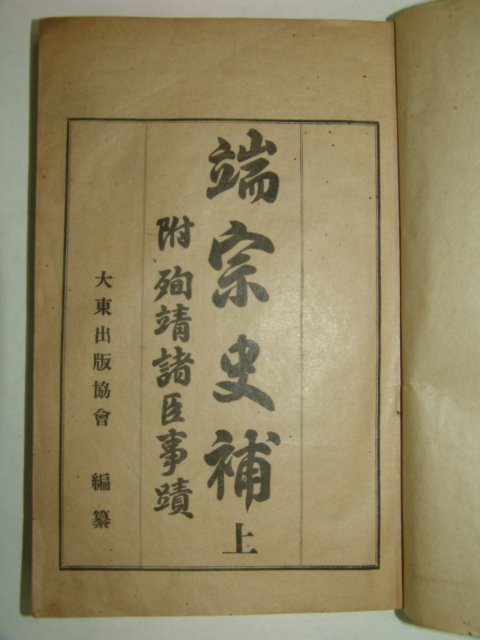 端宗史補上
附殉靖諸臣事蹟
大東出版協會 編纂